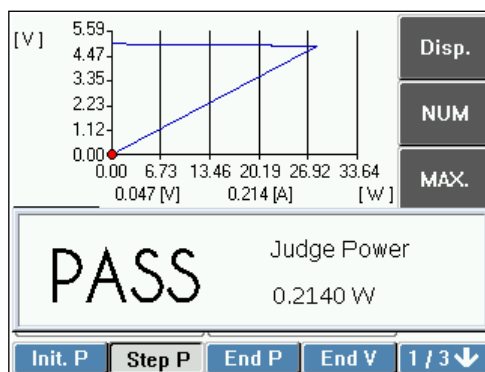 [V]
5.59
4.47
3.35
2.23
1.12
0.00
0.00 6.73 13.46 20.19 26.92 33.64
0.047 [V] 0.214 [A] [W]
Disp.
NUM
MAX.
PASS
Judge Power
0.2140 W
Init. P Step P End P End V 1/3